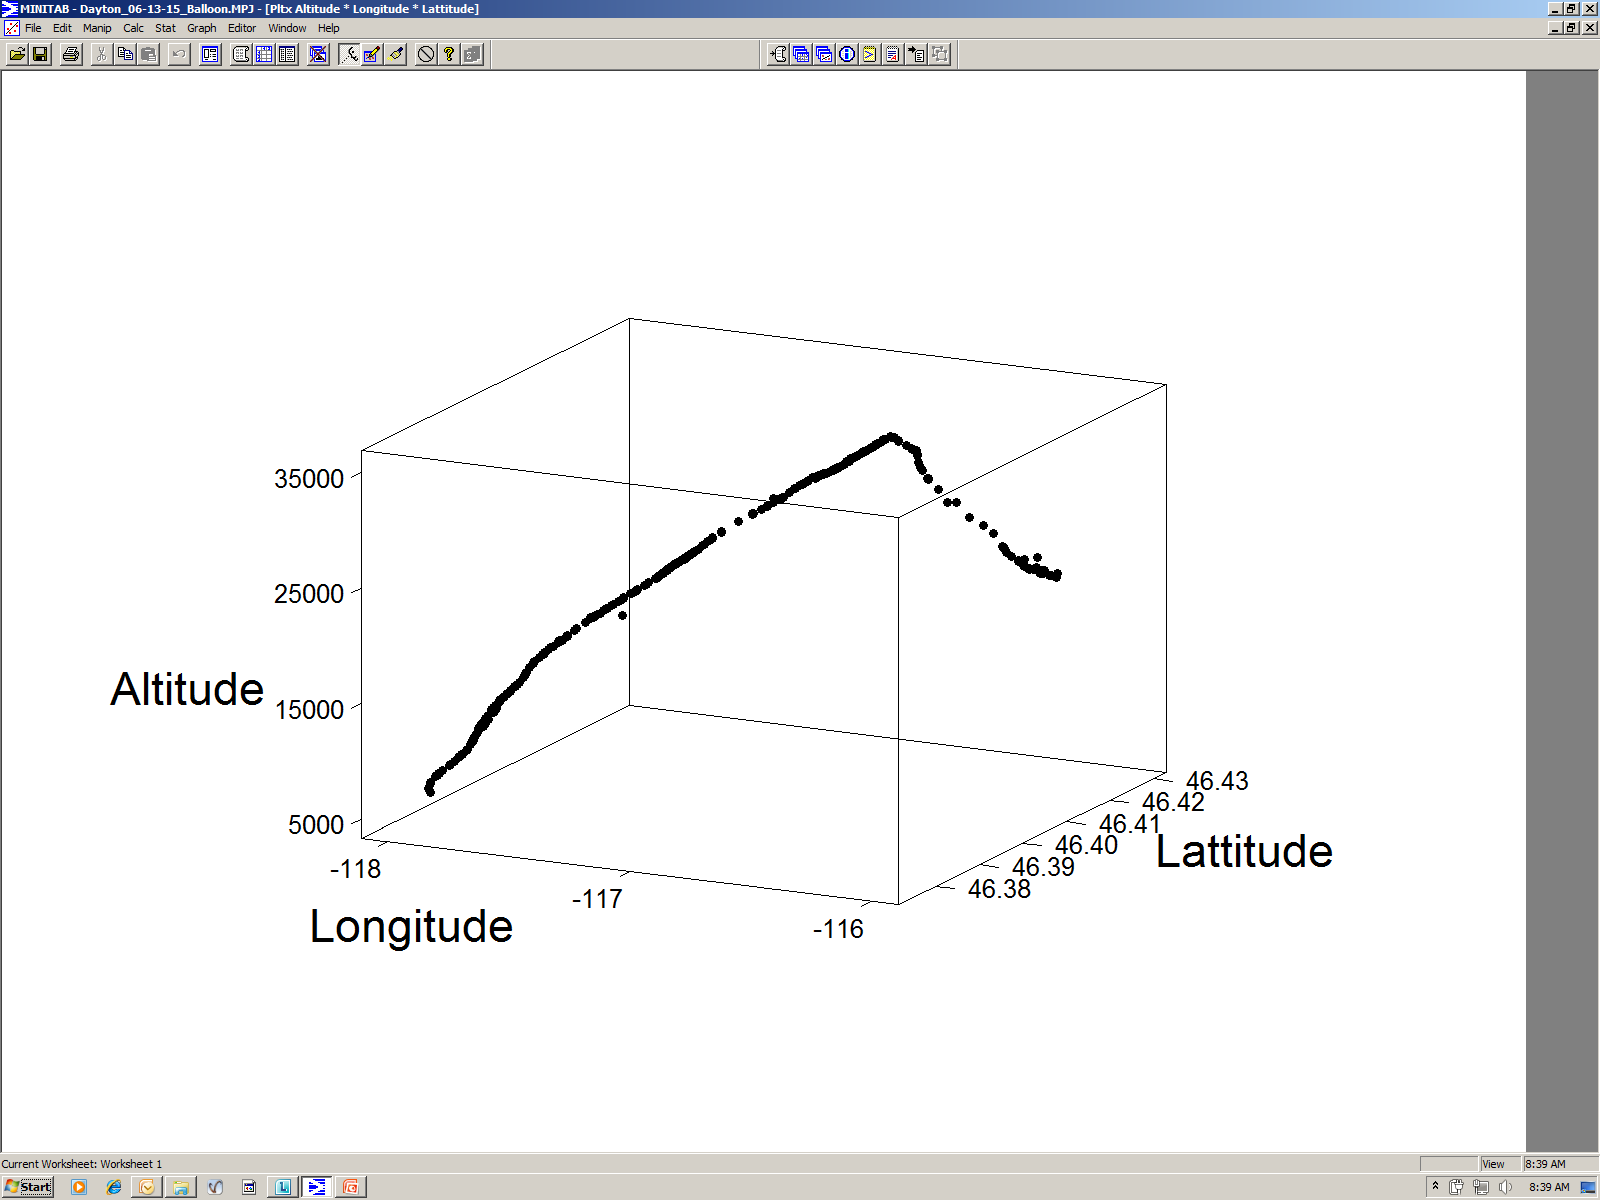 MINITAB - Dayton_06-13-15_Balloon.MPJ - [Pltx Altitude * Longitude * Lattitude]
File Edit Manip Calc Stat Graph Editor Window Help
35000
25000
Altitude
15000
5000
-118
-117
-116
Longitude
46.43
46.42
46.41
46.40
46.39
46.38
Lattitude
Current Worksheet: Worksheet 1
View
8:39 AM
Start
8:39 AM